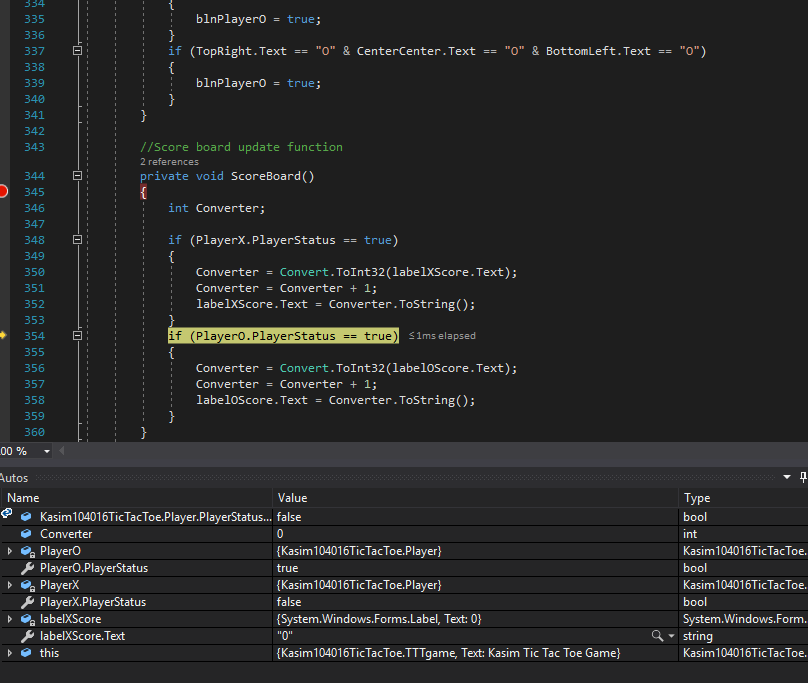 334 {
335 blnPlayerO = true;
336 }
337 if (TopRight.Text == "O" & CenterCenter.Text == "O" & BottomLeft.Text == "O")
338 {
339 blnPlayerO = true;
340 }
341 }
342
343 //Score board update function
2 references
344 private void ScoreBoard()
345 {
346 int Converter;
347
348 if (PlayerX.PlayerStatus == true)
349 {
350 Converter = Convert.ToInt32(labelXScore.Text);
351 Converter = Converter + 1;
352 labelXScore.Text = Converter.ToString();
353 }
354 if (PlayerO.PlayerStatus == true) ≤1ms elapsed
355 {
356 Converter = Convert.ToInt32(labelOScore.Text);
357 Converter = Converter + 1;
358 labelOScore.Text = Converter.ToString();
359 }
360 }
00 %
Autos
Name Value Type
Kasim104016TicTacToe.Player.PlayerStatus... false bool
Converter 0 int
PlayerO {Kasim104016TicTacToe.Player} Kasim104016TicTacToe.
PlayerO.PlayerStatus true bool
PlayerX {Kasim104016TicTacToe.Player} Kasim104016TicTacToe.
PlayerX.PlayerStatus false bool
labelXScore {System.Windows.Forms.Label, Text: 0} System.Windows.Form.
labelXScore.Text "0" string
this {Kasim104016TicTacToe.TTTgame, Text: Kasim Tic Tac Toe Game} Kasim104016TicTacToe.